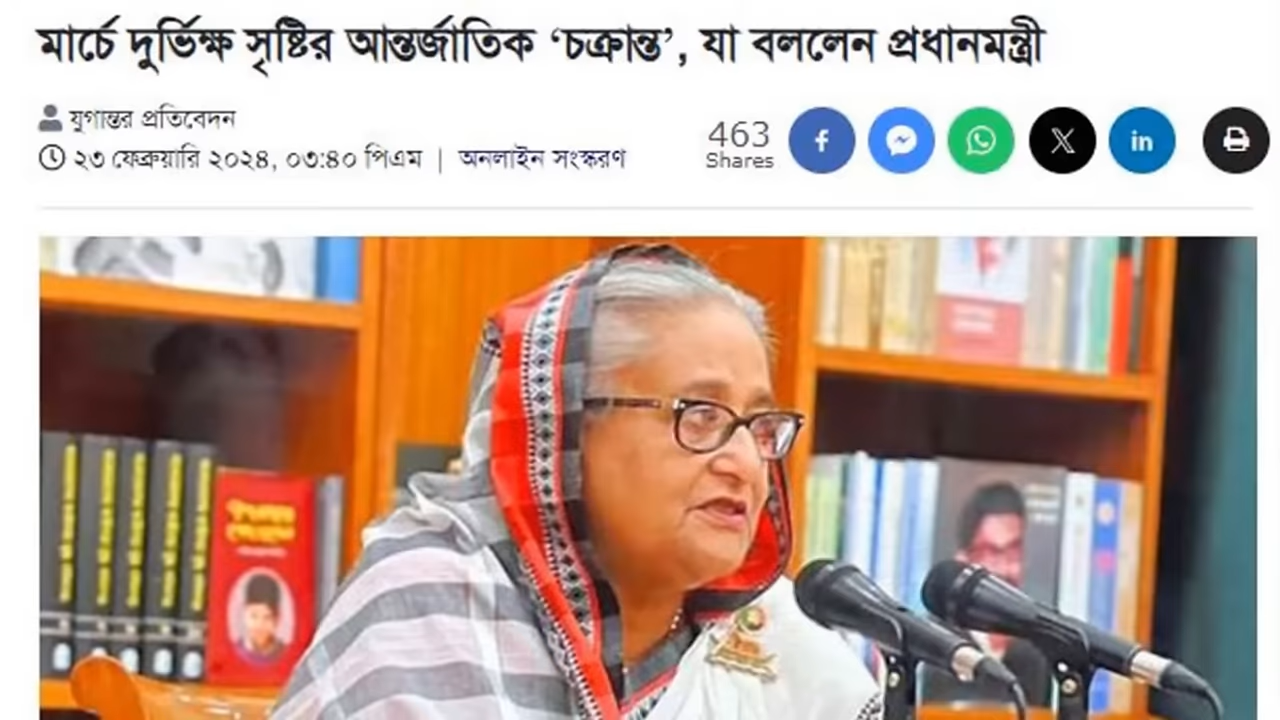 মার্চে দুর্ভিক্ষ সৃষ্টির আন্তর্জাতিক ‘চক্রান্ত’, যা বললেন প্রধানমন্ত্রী
যুগান্তর প্রতিবেদন
২৩ ফেব্রুয়ারি ২০২৪, ০৩:৪০ পিএম | অনলাইন সংস্করণ
463
Shares